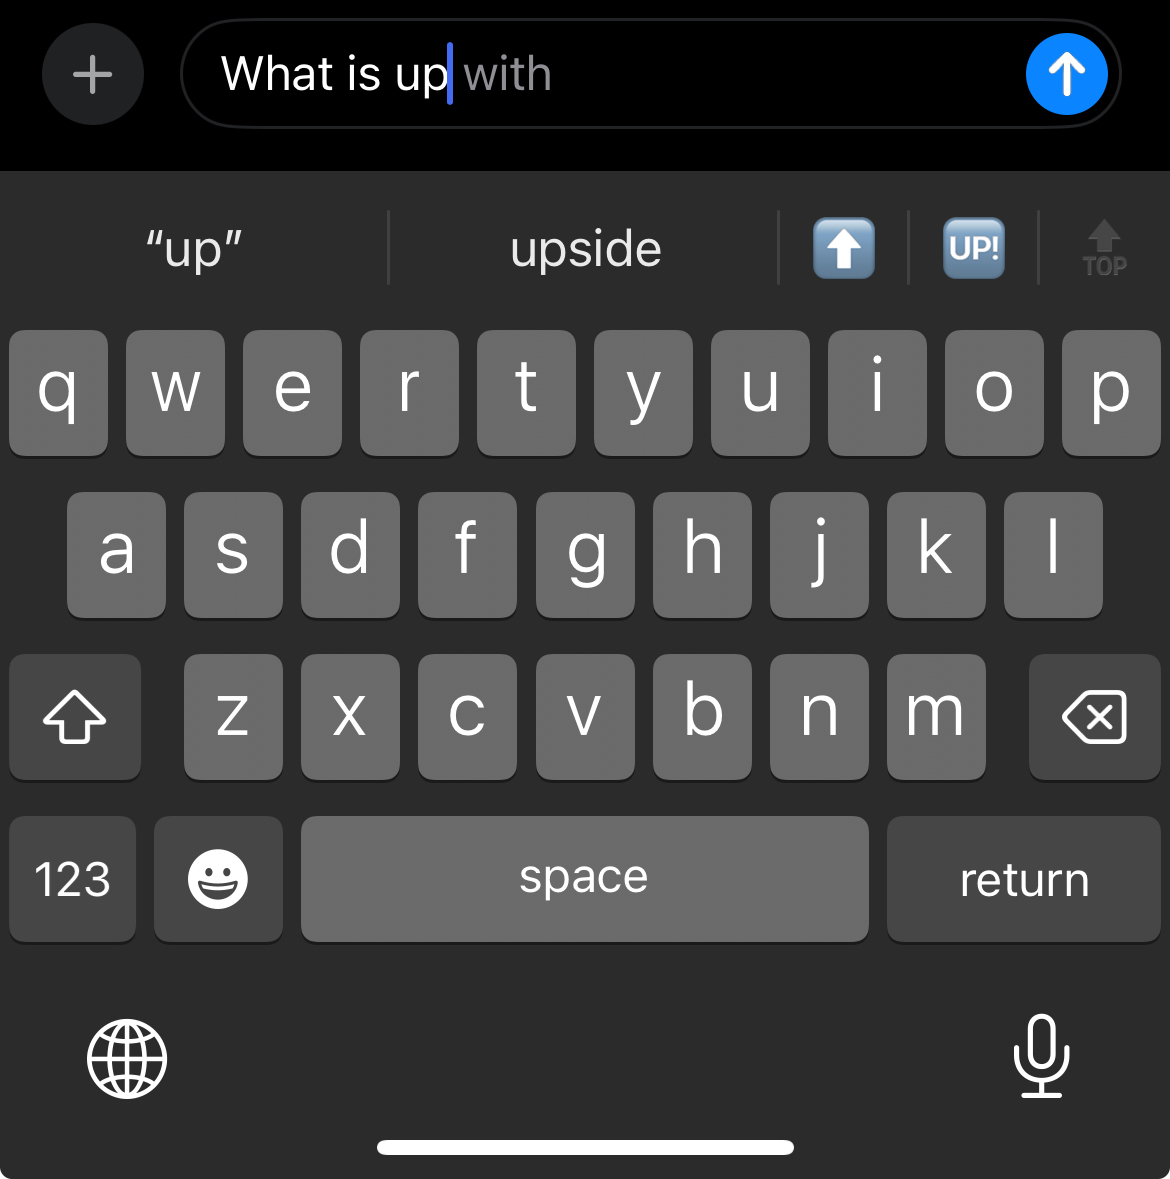 What is up with
“up” upside ⬆️ UP! TOP
q w e r t y u i o p
a s d f g h j k l
z x c v b n m
123 space return